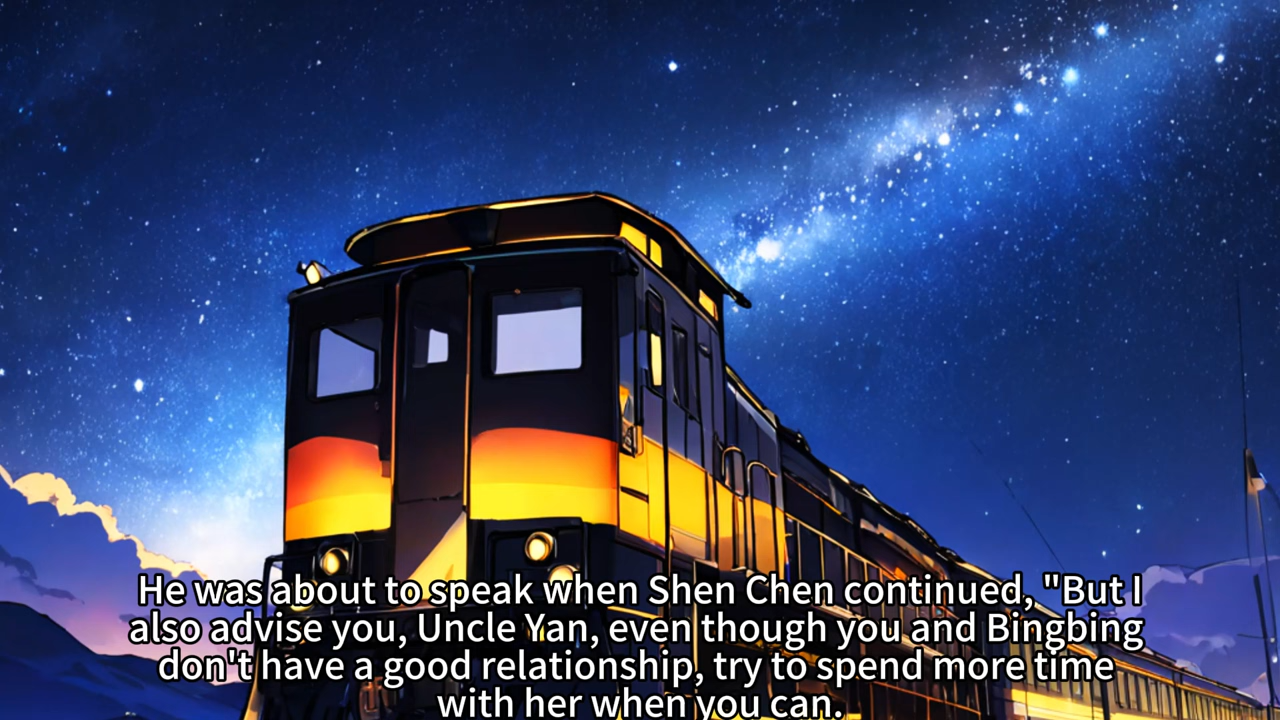 He was about to speak when Shen Chen continued, "But I
also advise you, Uncle Yan, even though you and Bingbing
don't have a good relationship, try to spend more time
with her when you can.